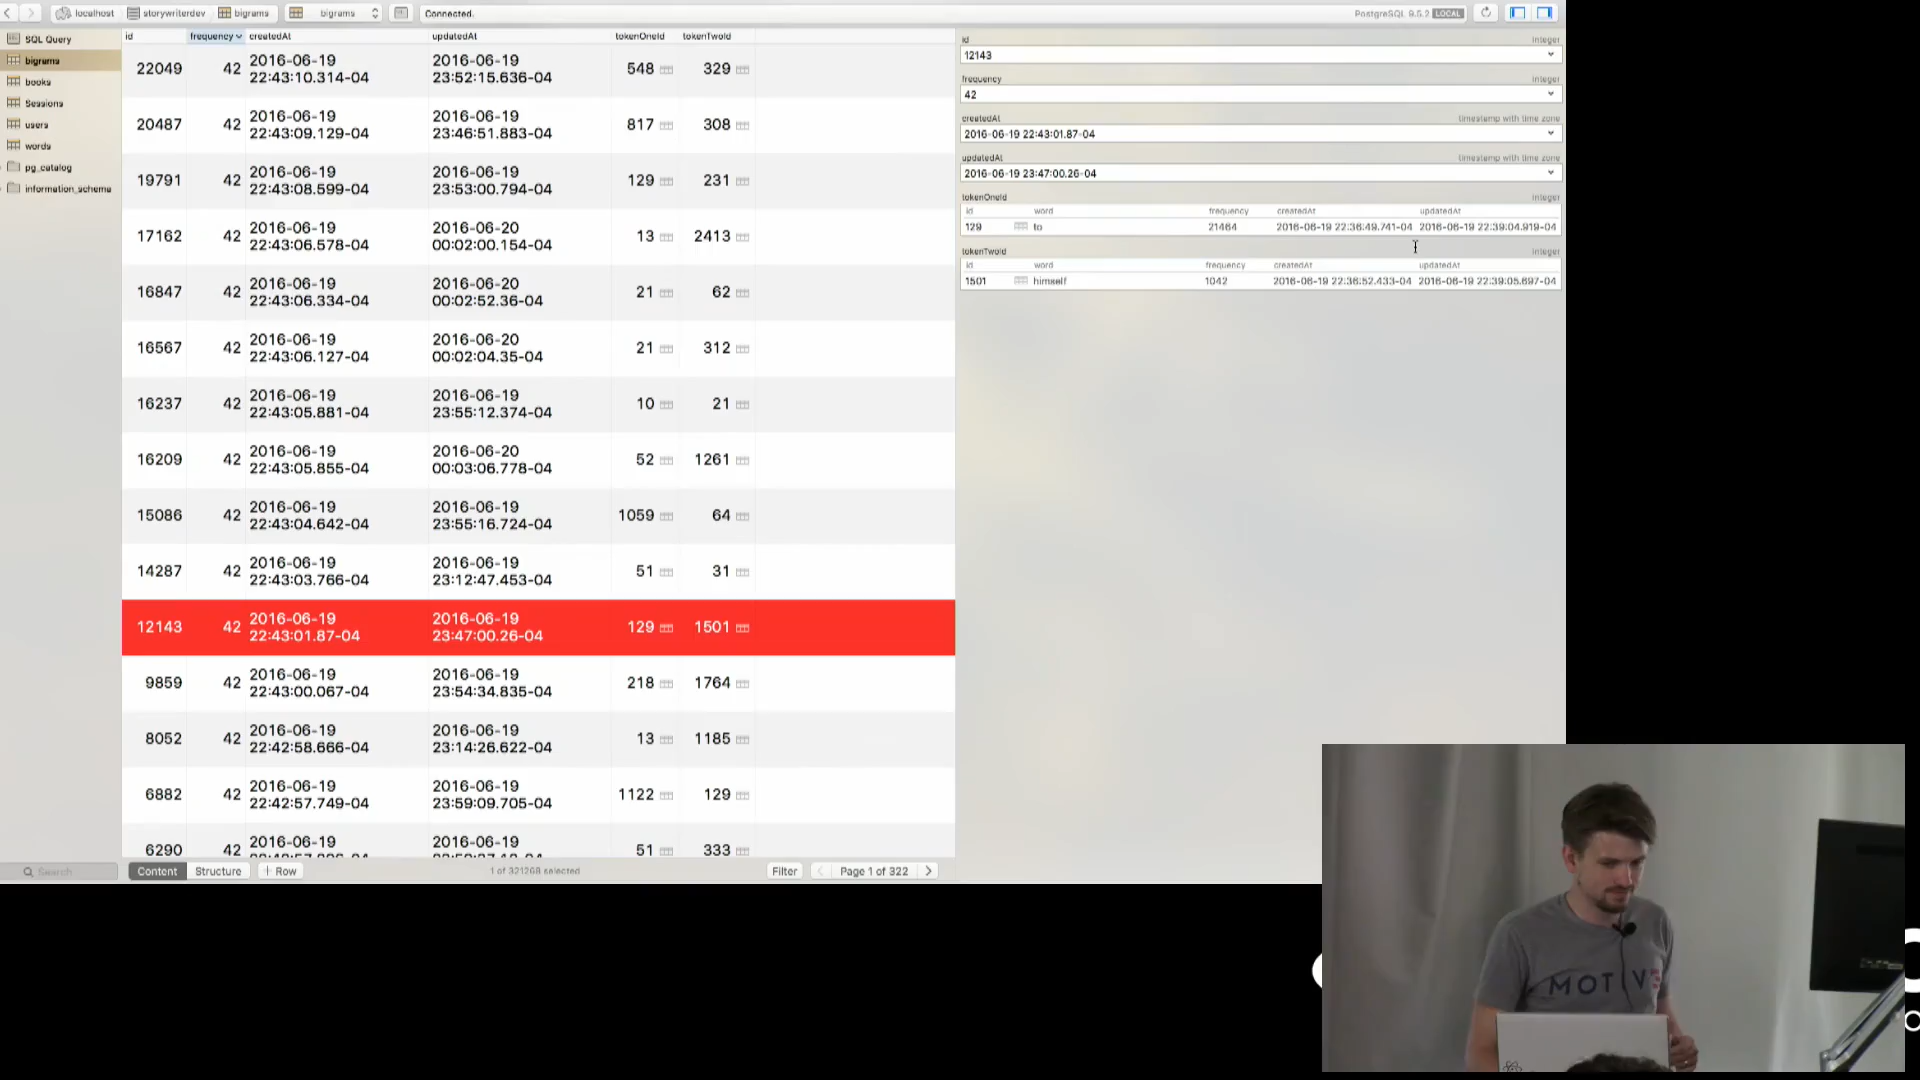 localhost storywriterdev bigrams bigrams Connected. PostgreSQL 9.5.2 LOCAL
SQL Query
bigrams
books
Sessions
users
words
pg_catalog
information_schema
Search
id frequency createdAt updatedAt tokenOneId tokenTwoId
22049 42 2016-06-19 22:43:10.314-04 2016-06-19 23:52:15.636-04 548 329
20487 42 2016-06-19 22:43:09.129-04 2016-06-19 23:46:51.883-04 817 308
19791 42 2016-06-19 22:43:08.599-04 2016-06-19 23:53:00.794-04 129 231
17162 42 2016-06-19 22:43:06.578-04 2016-06-20 00:02:00.154-04 13 2413
16847 42 2016-06-19 22:43:06.334-04 2016-06-20 00:02:52.36-04 21 62
16567 42 2016-06-19 22:43:06.127-04 2016-06-20 00:02:04.35-04 21 312
16237 42 2016-06-19 22:43:05.881-04 2016-06-19 23:55:12.374-04 10 21
16209 42 2016-06-19 22:43:05.855-04 2016-06-20 00:03:06.778-04 52 1261
15086 42 2016-06-19 22:43:04.642-04 2016-06-19 23:55:16.724-04 1059 64
14287 42 2016-06-19 22:43:03.766-04 2016-06-19 23:12:47.453-04 51 31
12143 42 2016-06-19 22:43:01.87-04 2016-06-19 23:47:00.26-04 129 1501
9859 42 2016-06-19 22:43:00.067-04 2016-06-19 23:54:34.835-04 218 1764
8052 42 2016-06-19 22:42:58.666-04 2016-06-19 23:14:26.622-04 13 1185
6882 42 2016-06-19 22:42:57.749-04 2016-06-19 23:59:09.705-04 1122 129
6290 42 2016-06-19 2016-06-19 51 333
Content Structure + Row 1 of 321268 selected Filter Page 1 of 322
id integer
12143
frequency integer
42
createdAt timestamp with time zone
2016-06-19 22:43:01.87-04
updatedAt timestamp with time zone
2016-06-19 23:47:00.26-04
tokenOneId integer
id word frequency createdAt updatedAt
129 to 21464 2016-06-19 22:36:49.741-04 2016-06-19 22:39:04.919-04
tokenTwoId integer
id word frequency createdAt updatedAt
1501 himself 1042 2016-06-19 22:36:52.433-04 2016-06-19 22:39:05.697-04
MOTIV